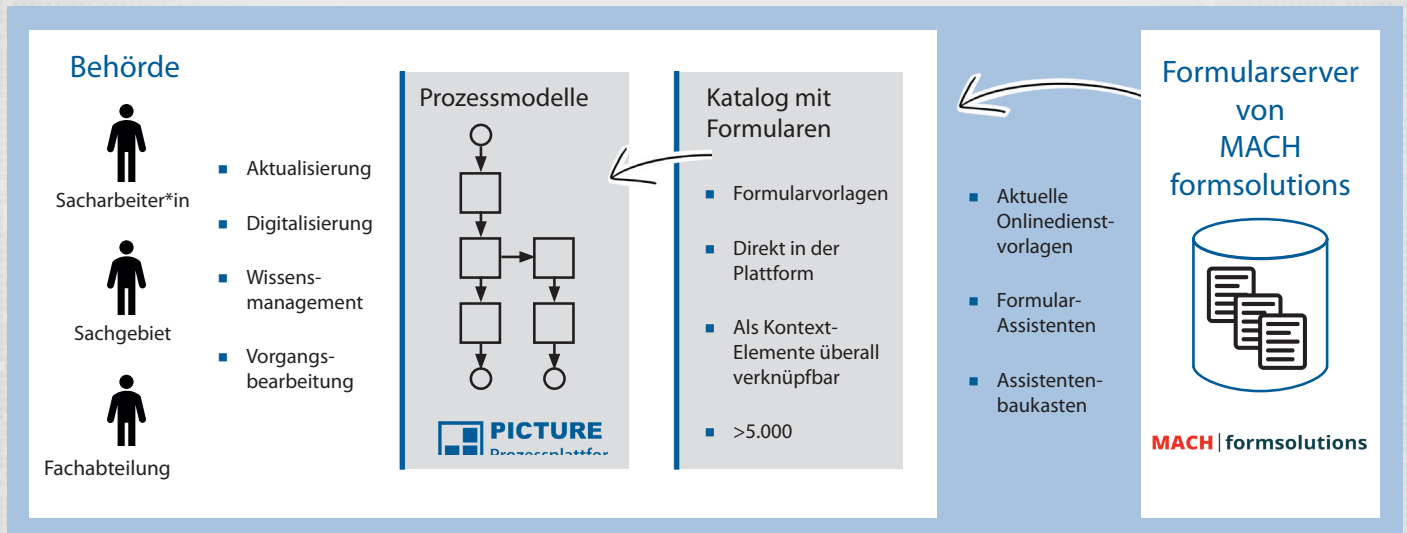 Behörde
Sacharbeiter*in
Sachgebiet
Fachabteilung
Aktualisierung
Digitalisierung
Wissens-
management
Vorgangs-
bearbeitung
Prozessmodelle
PICTURE
Prozessplattfor
Katalog mit
Formularen
Formularvorlagen
Direkt in der
Plattform
Als Kontext-
Elemente überall
verknüpfbar
>5.000
Aktuelle
Onlinedienst-
vorlagen
Formular-
Assistenten
Assistenten-
baukasten
Formularserver
von
MACH
formsolutions
MACH|formsolutions